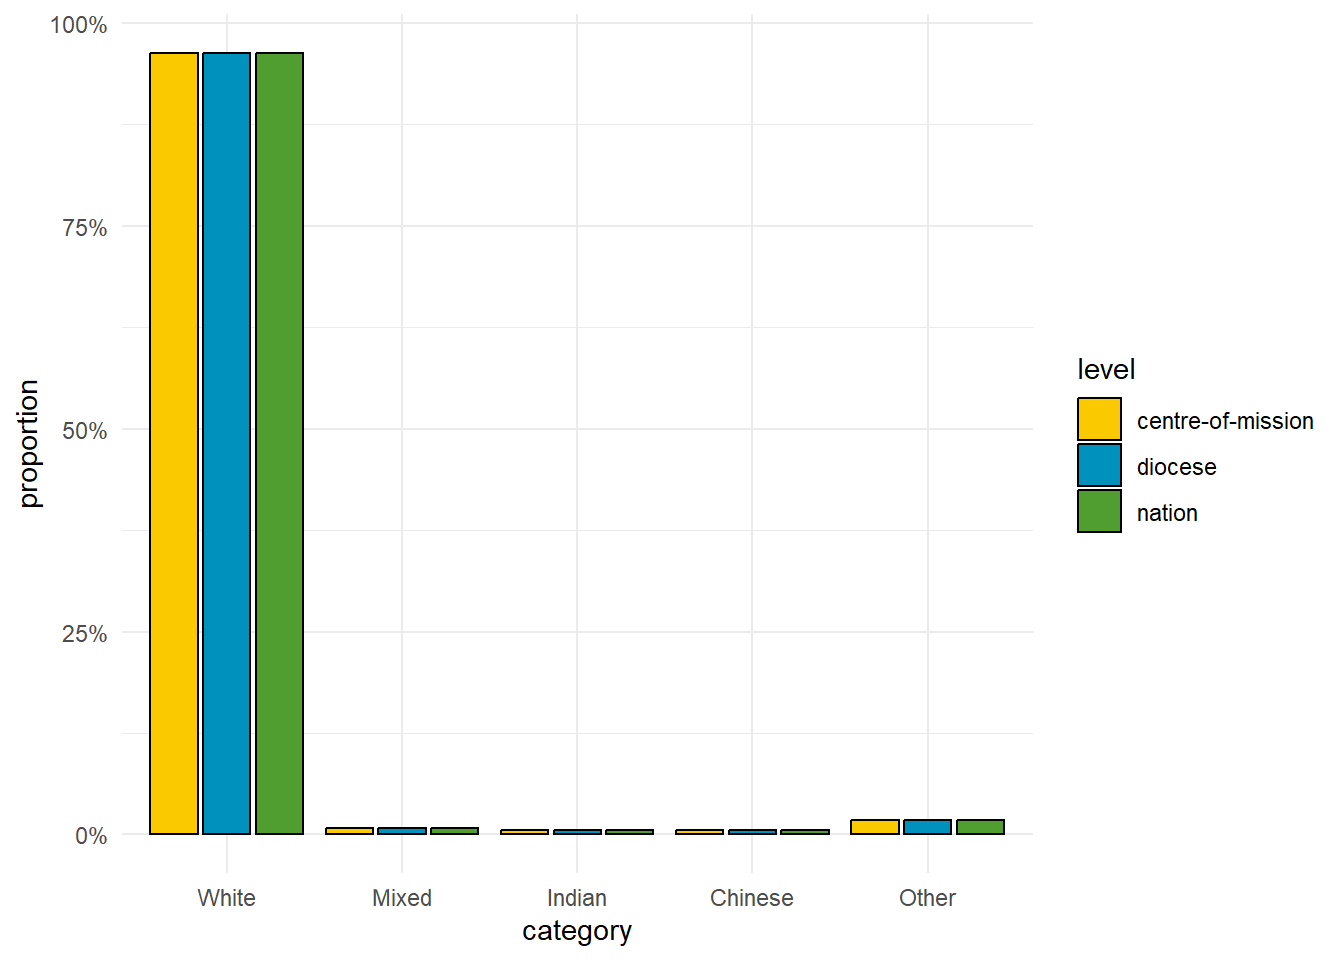 100%
75%
50%
25%
0%
proportion
White Mixed Indian Chinese Other
category
level
centre-of-mission
diocese
nation